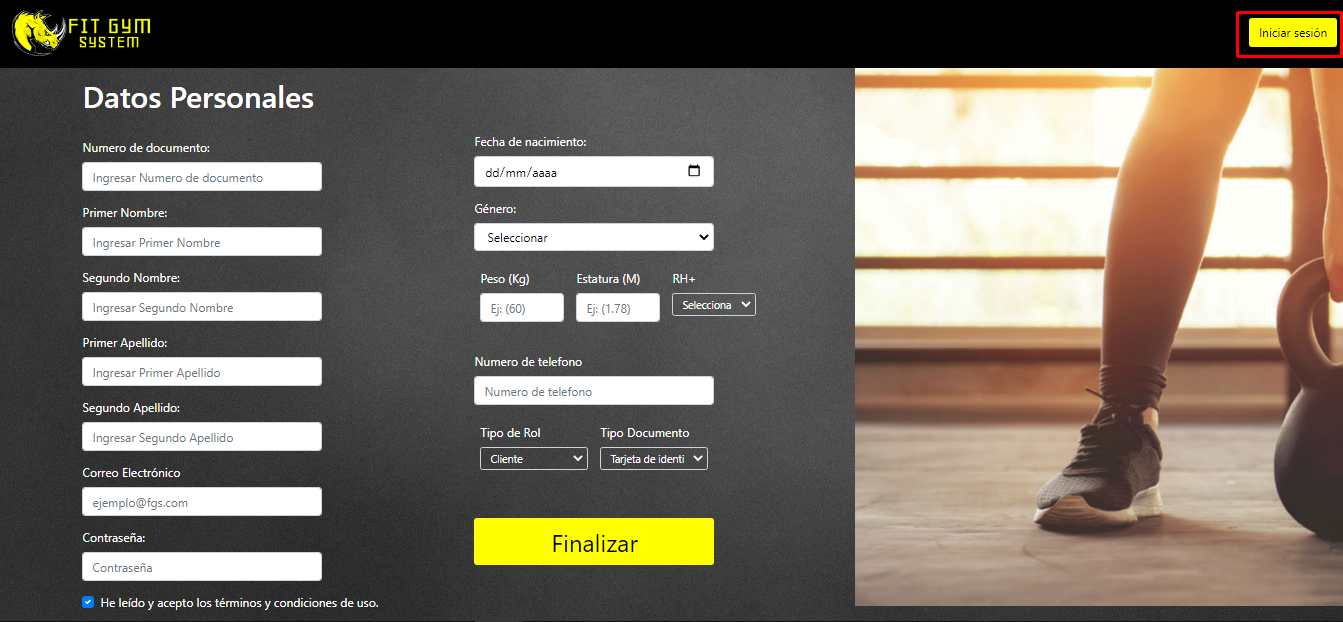 FIT GYM
SYSTEM
Iniciar sesión
Datos Personales
Numero de documento:
Ingresar Numero de documento
Primer Nombre:
Ingresar Primer Nombre
Segundo Nombre:
Ingresar Segundo Nombre
Primer Apellido:
Ingresar Primer Apellido
Segundo Apellido:
Ingresar Segundo Apellido
Correo Electrónico
ejemplo@fgs.com
Contraseña:
Contraseña
He leído y acepto los términos y condiciones de uso.
Fecha de nacimiento:
dd/mm/aaaa
Género:
Seleccionar
Peso (Kg) Estatura (M) RH+
Ej: (60) Ej: (1.78) Selecciona
Numero de telefono
Numero de telefono
Tipo de Rol Tipo Documento
Cliente Tarjeta de identi
Finalizar